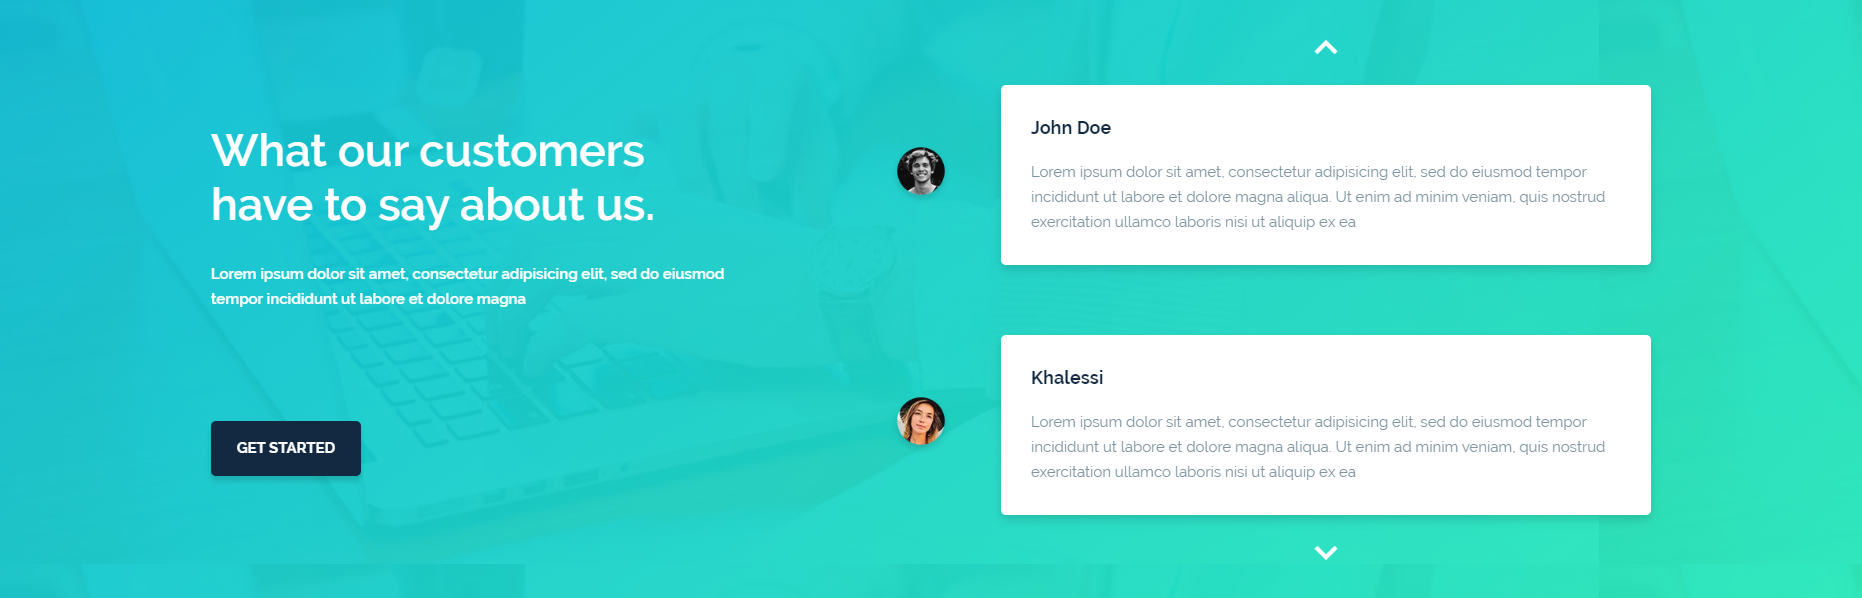 What our customers
have to say about us.
Lorem ipsum dolor sit amet, consectetur adipisicing elit, sed do eiusmod
tempor incididunt ut labore et dolore magna
GET STARTED
John Doe
Lorem ipsum dolor sit amet, consectetur adipisicing elit, sed do eiusmod tempor
incididunt ut labore et dolore magna aliqua. Ut enim ad minim veniam, quis nostrud
exercitation ullamco laboris nisi ut aliquip ex ea
Khalessi
Lorem ipsum dolor sit amet, consectetur adipisicing elit, sed do eiusmod tempor
incididunt ut labore et dolore magna aliqua. Ut enim ad minim veniam, quis nostrud
exercitation ullamco laboris nisi ut aliquip ex ea